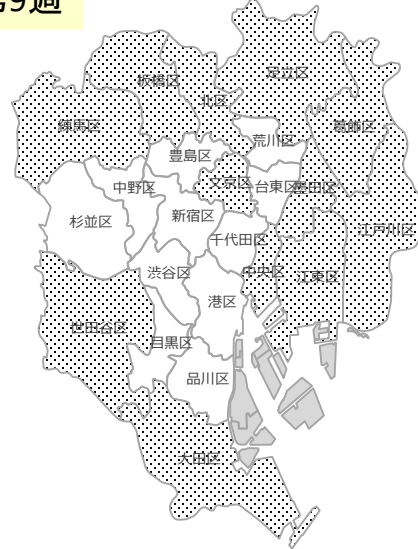 第9週
足立区
板橋区
北区
葛飾区
練馬区
荒川区
豊島区
文京区
台東区
墨田区
中野区
杉並区
新宿区
江戸川区
千代田区
渋谷区
中央区
江東区
港区
世田谷区
目黒区
品川区
大田区